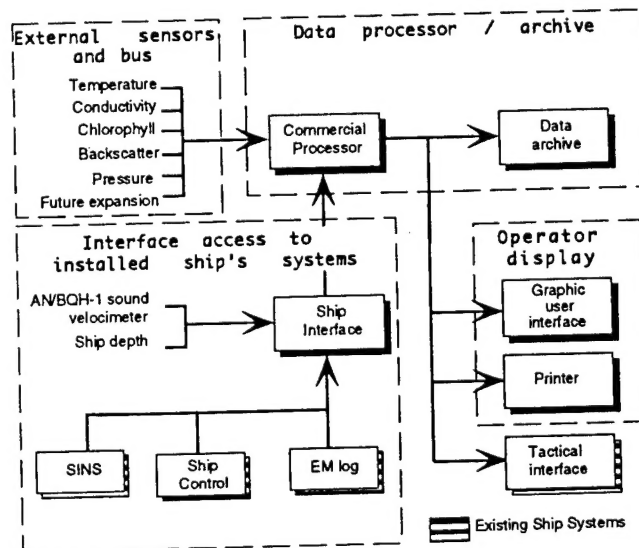 External sensors
and bus
Temperature
Conductivity
Chlorophyll
Backscatter
Pressure
Future expansion
Data processor / archive
Commercial
Processor
Data
archive
Interface access to
installed ship's systems
AN/BQH-1 sound
velocimeter
Ship depth
Ship
Interface
SINS
Ship
Control
EM log
Operator
display
Graphic
user
interface
Printer
Tactical
interface
Existing Ship Systems